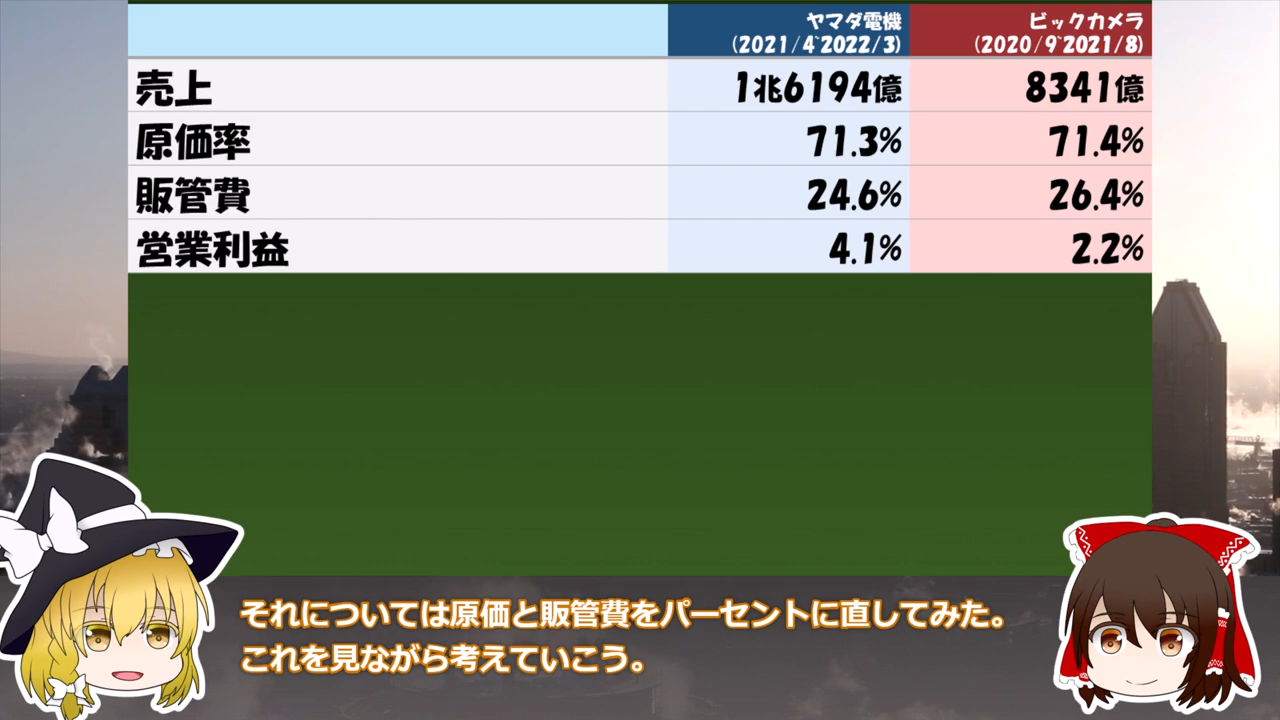 ヤマダ電機 ビックカメラ
(2021/4~2022/3) (2020/9~2021/8)
売上 1兆6194億 8341億
原価率 71.3% 71.4%
販管費 24.6% 26.4%
営業利益 4.1% 2.2%
それについては原価と販管費をパーセントに直してみた。
これを見ながら考えていこう。